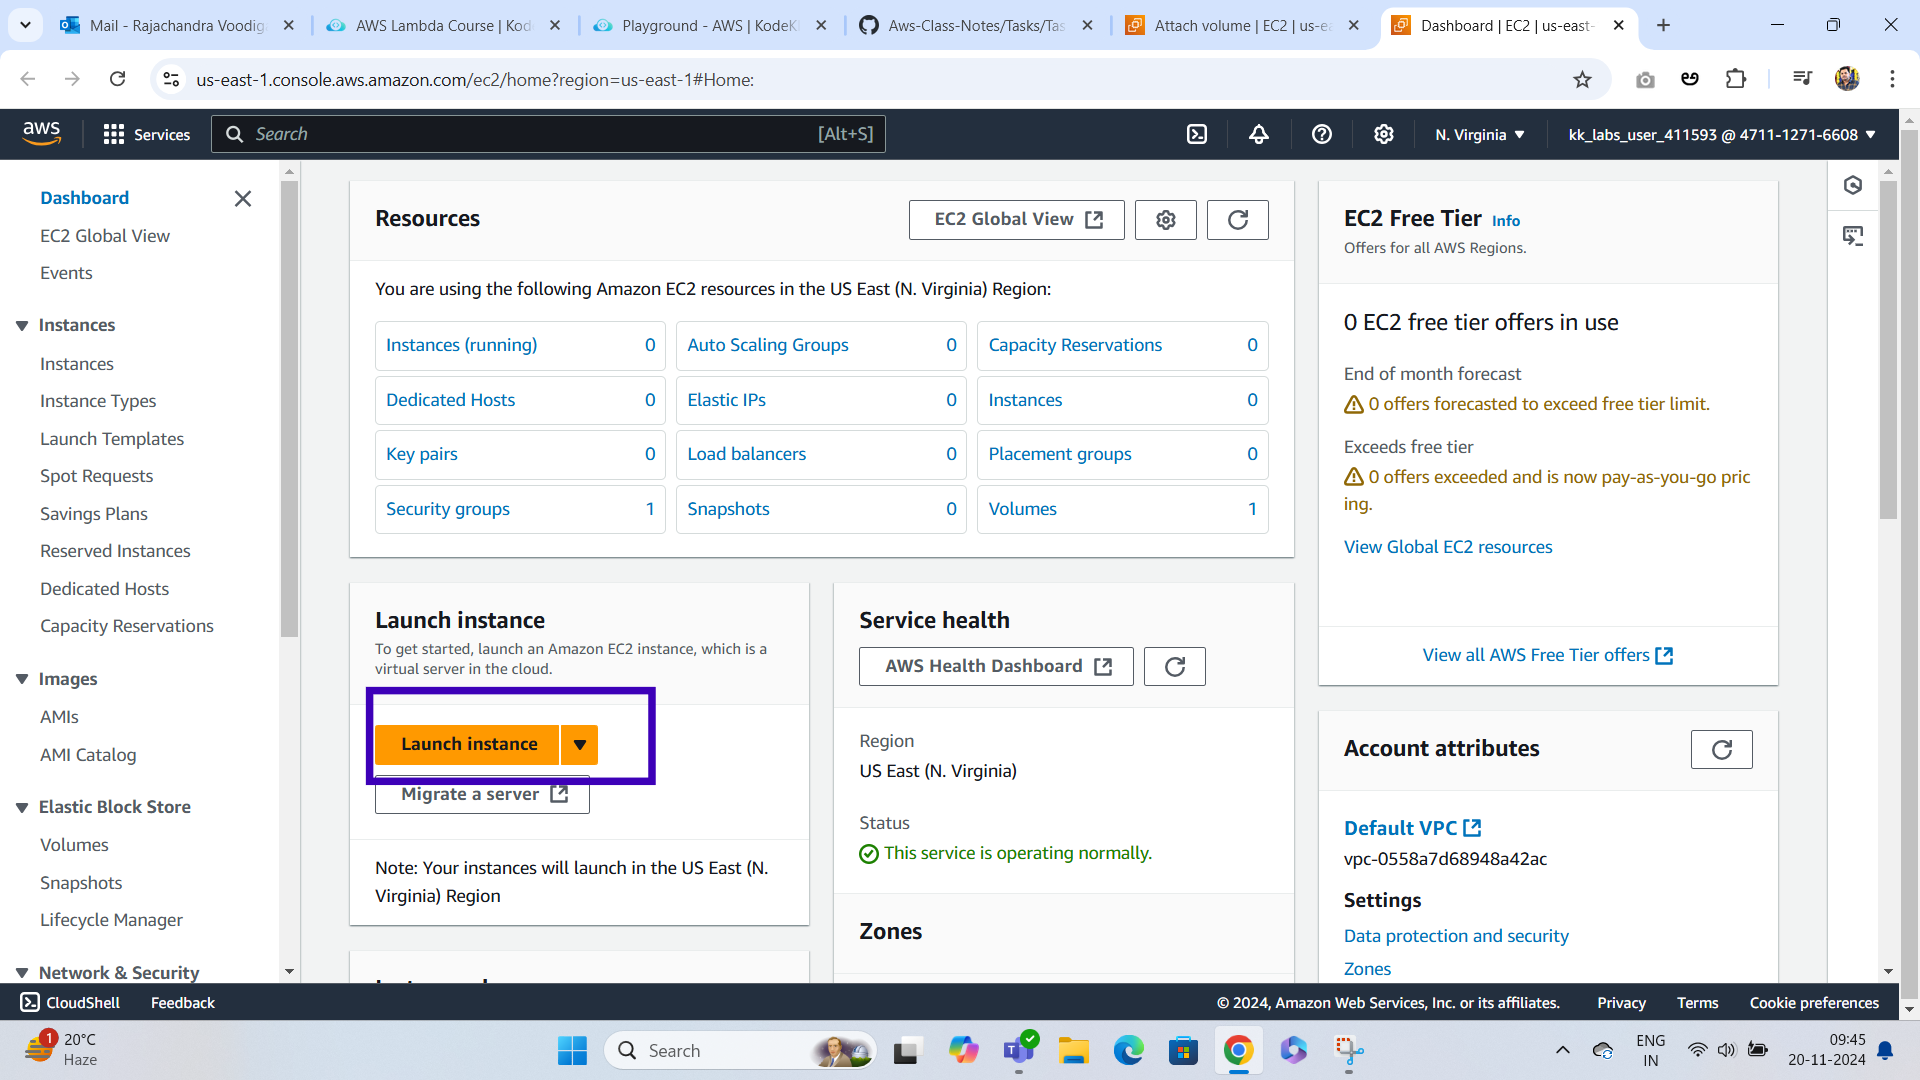 Mail - Rajachandra Voodig
AWS Lambda Course | Kod
Playground - AWS | KodeKl
Aws-Class-Notes/Tasks/Tas
Attach volume | EC2 | us-ea
Dashboard | EC2 | us-east-
us-east-1.console.aws.amazon.com/ec2/home?region=us-east-1#Home:
aws
Services
Search
[Alt+S]
N. Virginia
kk_labs_user_411593 @ 4711-1271-6608
Dashboard
EC2 Global View
Events
Instances
Instances
Instance Types
Launch Templates
Spot Requests
Savings Plans
Reserved Instances
Dedicated Hosts
Capacity Reservations
Images
AMIs
AMI Catalog
Elastic Block Store
Volumes
Snapshots
Lifecycle Manager
Network & Security
Resources
EC2 Global View
You are using the following Amazon EC2 resources in the US East (N. Virginia) Region:
Instances (running) 0
Auto Scaling Groups 0
Capacity Reservations 0
Dedicated Hosts 0
Elastic IPs 0
Instances 0
Key pairs 0
Load balancers 0
Placement groups 0
Security groups 1
Snapshots 0
Volumes 1
Launch instance
To get started, launch an Amazon EC2 instance, which is a
virtual server in the cloud.
Launch instance
Migrate a server
Note: Your instances will launch in the US East (N.
Virginia) Region
Service health
AWS Health Dashboard
Region
US East (N. Virginia)
Status
This service is operating normally.
Zones
EC2 Free Tier Info
Offers for all AWS Regions.
0 EC2 free tier offers in use
End of month forecast
0 offers forecasted to exceed free tier limit.
Exceeds free tier
0 offers exceeded and is now pay-as-you-go pric
ing.
View Global EC2 resources
View all AWS Free Tier offers
Account attributes
Default VPC
vpc-0558a7d68948a42ac
Settings
Data protection and security
Zones
CloudShell
Feedback
© 2024, Amazon Web Services, Inc. or its affiliates.
Privacy
Terms
Cookie preferences
1
20°C
Haze
Search
ENG
IN
09:45
20-11-2024